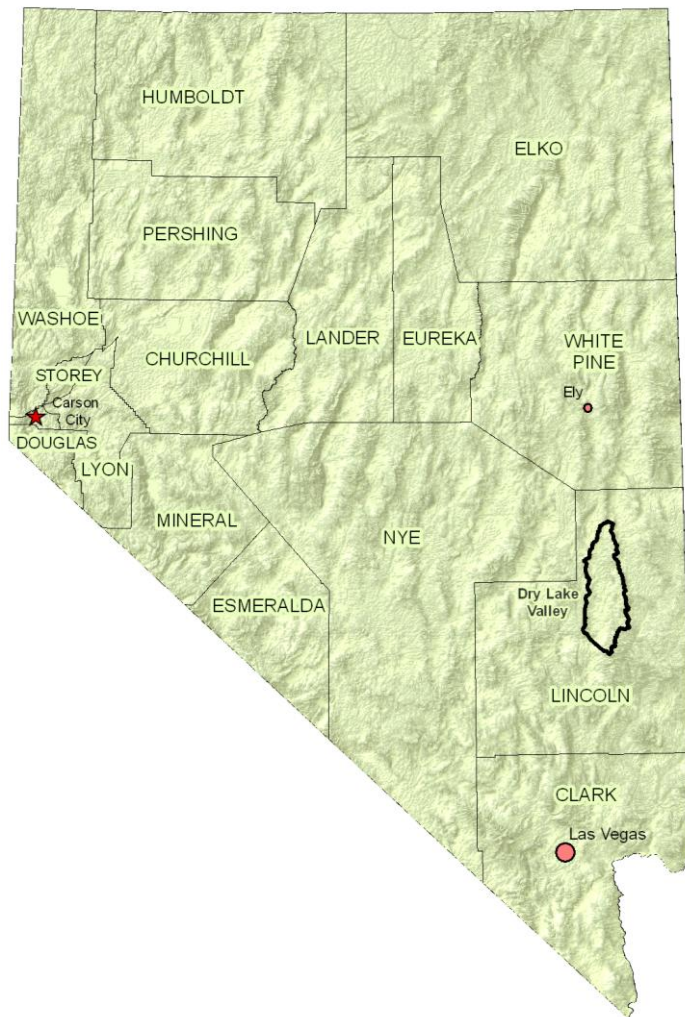 HUMBOLDT
ELKO
PERSHING
WASHOE
LANDER
EUREKA
WHITE
PINE
CHURCHILL
STOREY
Ely
Carson
City
DOUGLAS
LYON
MINERAL
NYE
Dry Lake
Valley
ESMERALDA
LINCOLN
CLARK
Las Vegas